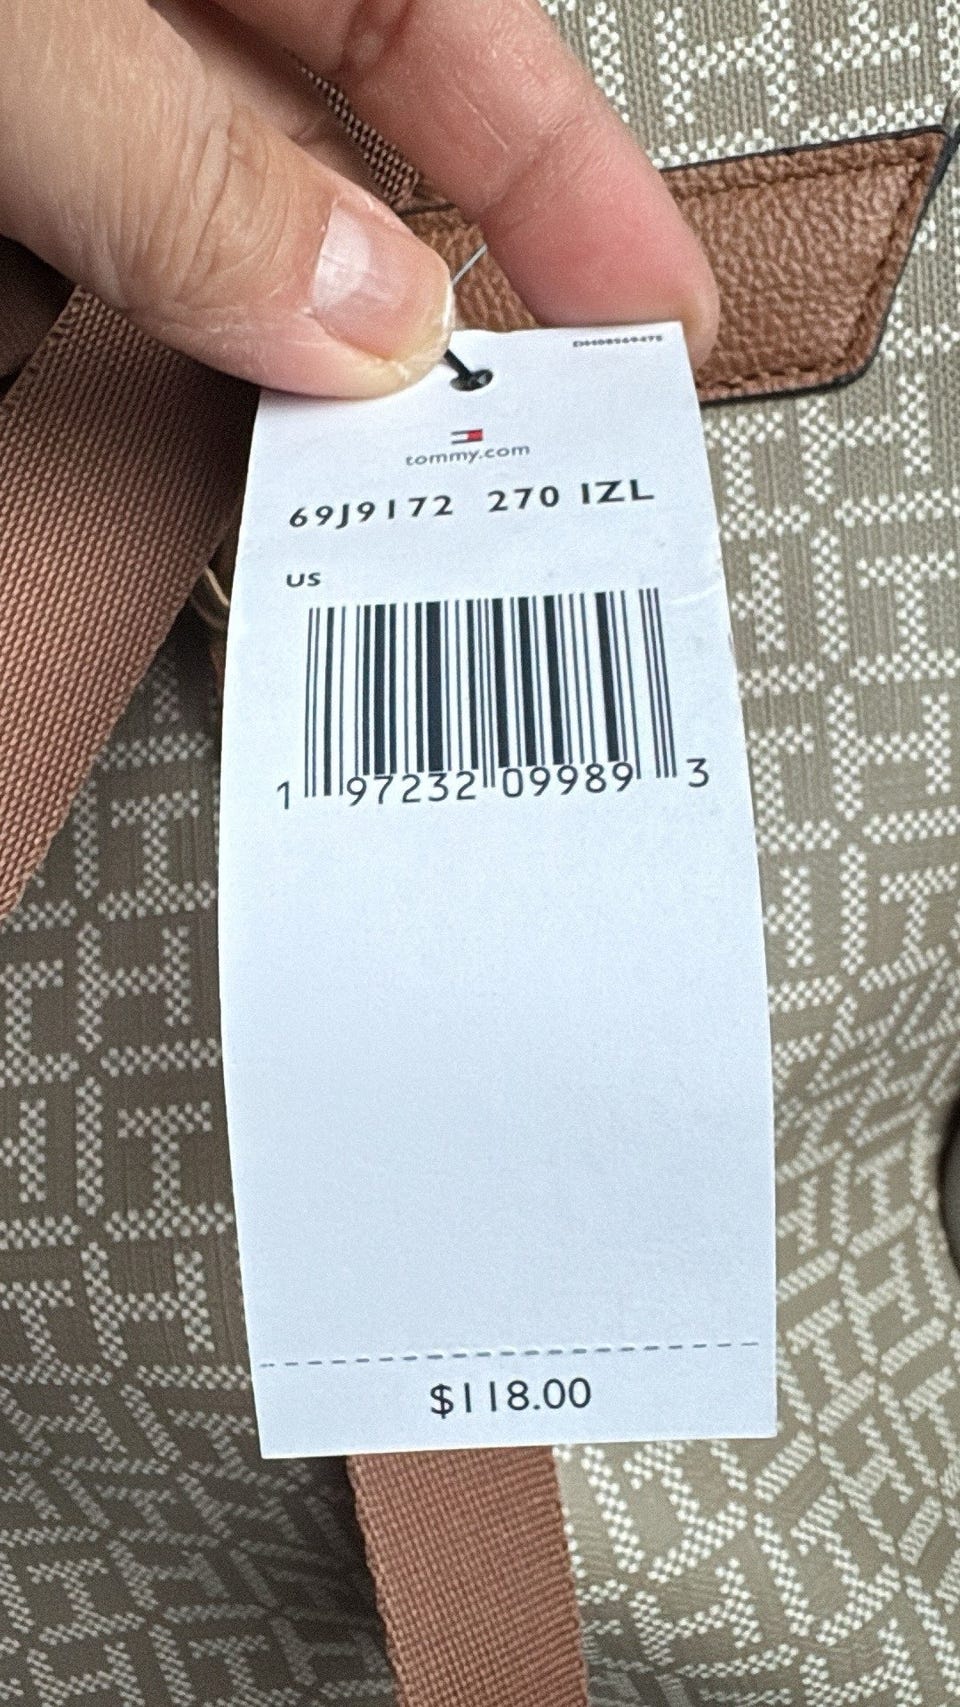 tommy.com
69J9172 270 IZL
US
1 97232 09989 3
$118.00